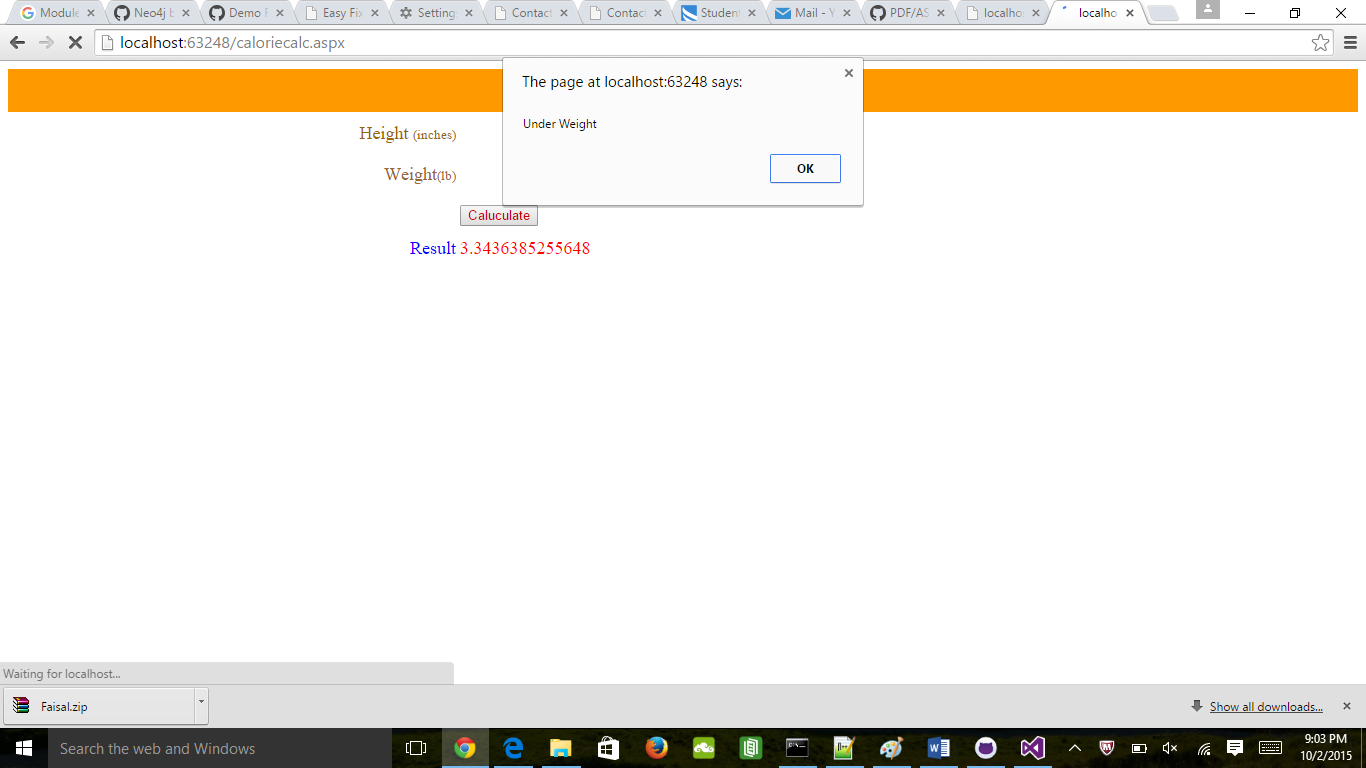 Module
Neo4j b
Demo
Easy Fix
Setting
Contact
Contac
Student
Mail - Y
PDF/AS
localho
localho
localhost:63248/caloriecalc.aspx
The page at localhost:63248 says:
Under Weight
OK
Height (inches)
Weight(lb)
Caluculate
Result 3.3436385255648
Waiting for localhost...
Faisal.zip
Show all downloads...
Search the web and Windows
9:03 PM
10/2/2015